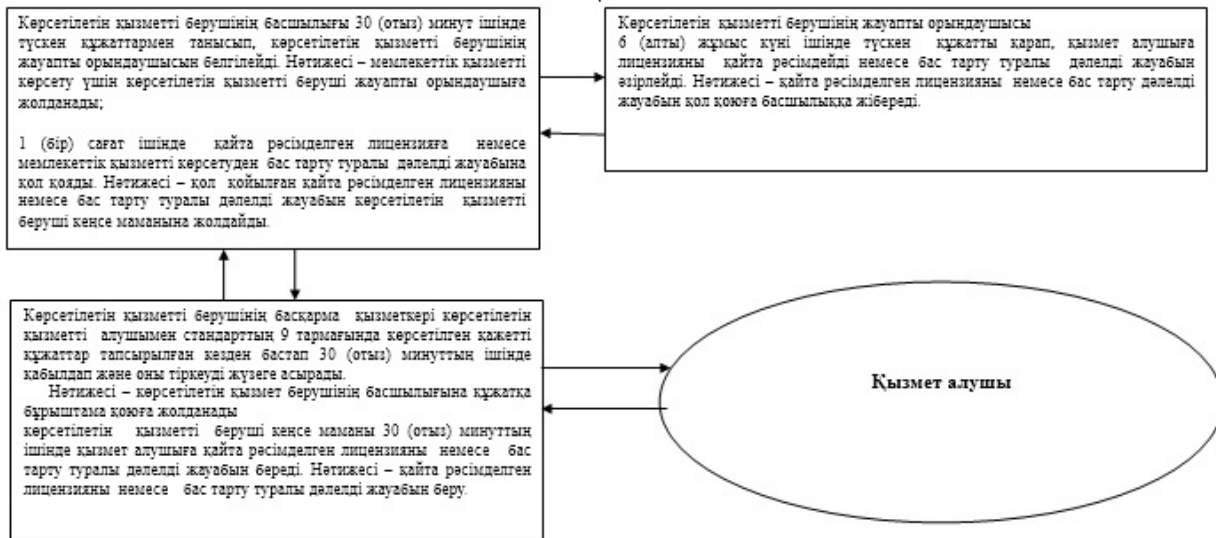 Көрсетілетін қызметті берушінің басшылығы 30 (отыз) минут ішінде
түскен құжаттармен танысып, көрсетілетін қызметті берушінің
жауапты орындаушысын белгілейді. Нәтижесі – мемлекеттік қызметті
көрсету үшін көрсетілетін қызметті беруші жауапты орындаушыға
жолданады;
1 (бір) сағат ішінде қайта рәсімделген лицензияға немесе
мемлекеттік қызметті көрсетуден бас тарту туралы дәлелді жауабына
қол қояды. Нәтижесі – қол қойылған қайта рәсімделген лицензияны
немесе бас тарту туралы дәлелді жауабын көрсетілетін қызметті
беруші кеңсе маманына жолдайды.
Көрсетілетін қызметті берушінің жауапты орындаушысы
6 (алты) жұмыс күні ішінде түскен құжатты қарап, қызмет алушыға
лицензияны қайта рәсімдейді немесе бас тарту туралы дәлелді жауабын
әзірлейді. Нәтижесі – қайта рәсімделген лицензияны немесе бас тарту дәлелді
жауабын қол қоюға басшылыққа жібереді.
Көрсетілетін қызметті берушінің басқарма қызметкері көрсетілетін
қызметті алушымен стандарттың 9 тармағында көрсетілген қажетті
құжаттар тапсырылған кезден бастап 30 (отыз) минуттың ішінде
қабылдап және оны тіркеуді жүзеге асырады.
Нәтижесі – көрсетілетін қызмет берушінің басшылығына құжатқа
бұрыштама қоюға жолданады
көрсетілетін қызметті беруші кеңсе маманы 30 (отыз) минуттың
ішінде қызмет алушыға қайта рәсімделген лицензияны немесе бас
тарту туралы дәлелді жауабын береді. Нәтижесі – қайта рәсімделген
лицензияны немесе бас тарту туралы дәлелді жауабын беру.
Қызмет алушы